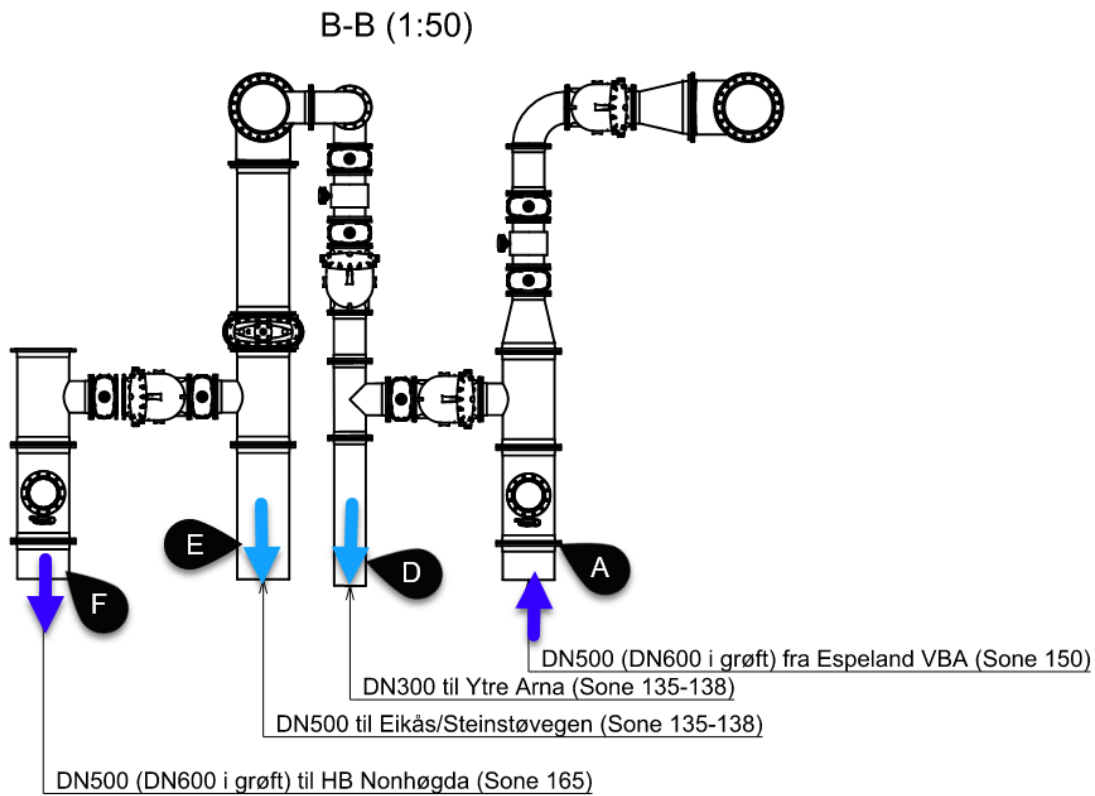 B-B (1:50)
E
D
A
F
DN500 (DN600 i grøft) fra Espeland VBA (Sone 150)
DN300 til Ytre Arna (Sone 135-138)
DN500 til Eikås/Steinstøvegen (Sone 135-138)
DN500 (DN600 i grøft) til HB Nonhøgda (Sone 165)